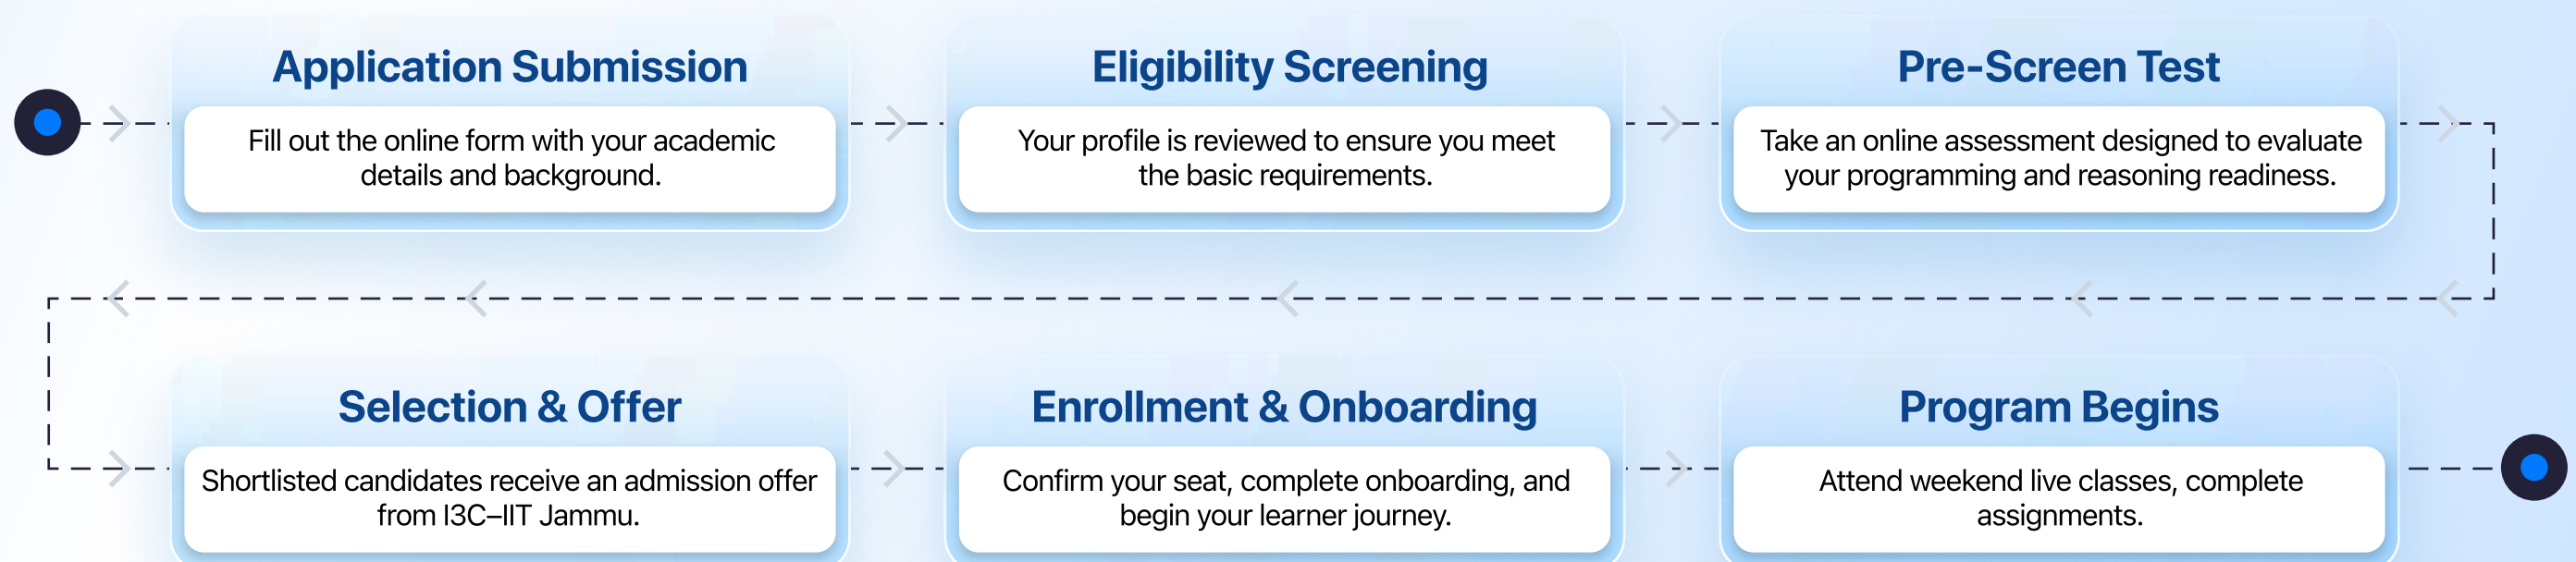 Application Submission
Fill out the online form with your academic
details and background.
Eligibility Screening
Your profile is reviewed to ensure you meet
the basic requirements.
Pre-Screen Test
Take an online assessment designed to evaluate
your programming and reasoning readiness.
Selection & Offer
Shortlisted candidates receive an admission offer
from I3C–IIT Jammu.
Enrollment & Onboarding
Confirm your seat, complete onboarding, and
begin your learner journey.
Program Begins
Attend weekend live classes, complete
assignments.